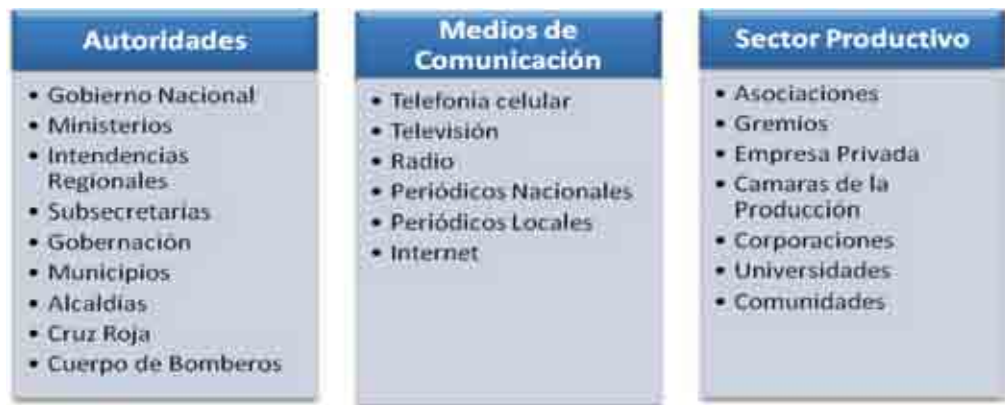 Autoridades
• Gobierno Nacional
• Ministerios
• Intendencias
Regionales
• Subsecretarías
• Gobernación
• Municipios
• Alcaldías
• Cruz Roja
• Cuerpo de Bomberos
Medios de
Comunicación
• Telefonía celular
• Televisión
• Radio
• Periódicos Nacionales
• Periódicos Locales
• Internet
Sector Productivo
• Asociaciones
• Gremios
• Empresa Privada
• Camaras de la
Producción
• Corporaciones
• Universidades
• Comunidades